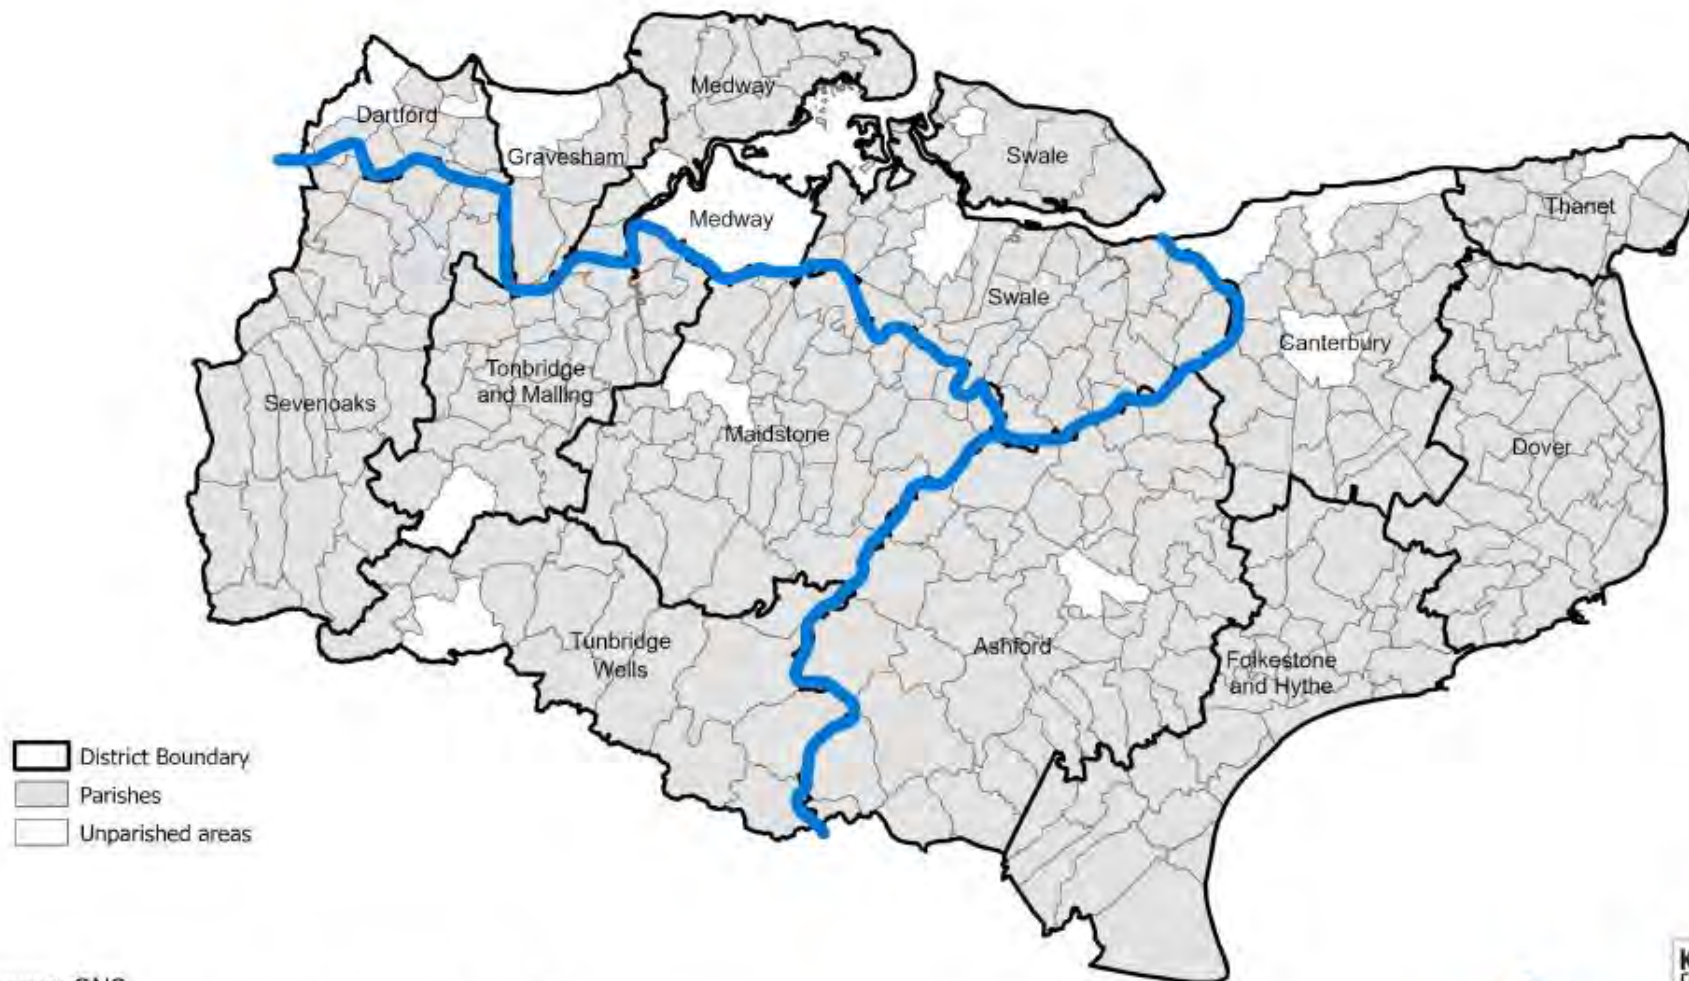 Medway
Dartford
Gravesham
Swale
Thanet
Medway
Swale
Canterbury
Tonbridge
and Malling
Sevenoaks
Maidstone
Dover
Tunbridge
Wells
Ashford
Folkestone
and Hythe
District Boundary
Parishes
Unparished areas